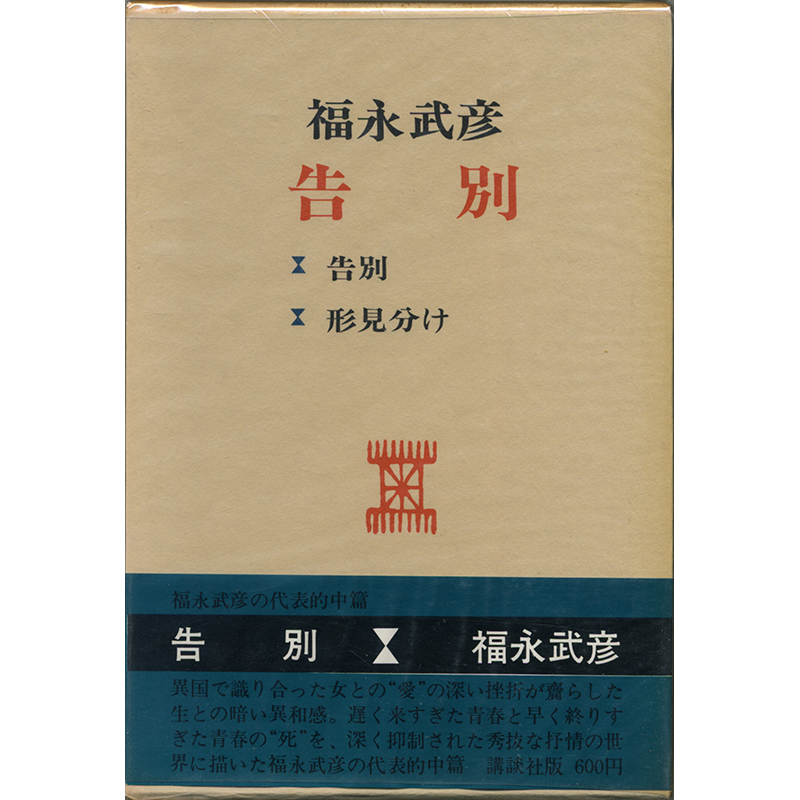 福永武彦
告別
告別
形見分け
福永武彦の代表的中篇
告別 福永武彦
異国で識り合った女との“愛”の深い挫折が齎らした
生との暗い異和感。遅く来すぎた青春と早く終りす
ぎた青春の“死”を、深く抑制された秀抜な抒情の世
界に描いた福永武彦の代表的中篇 講談社版 600円